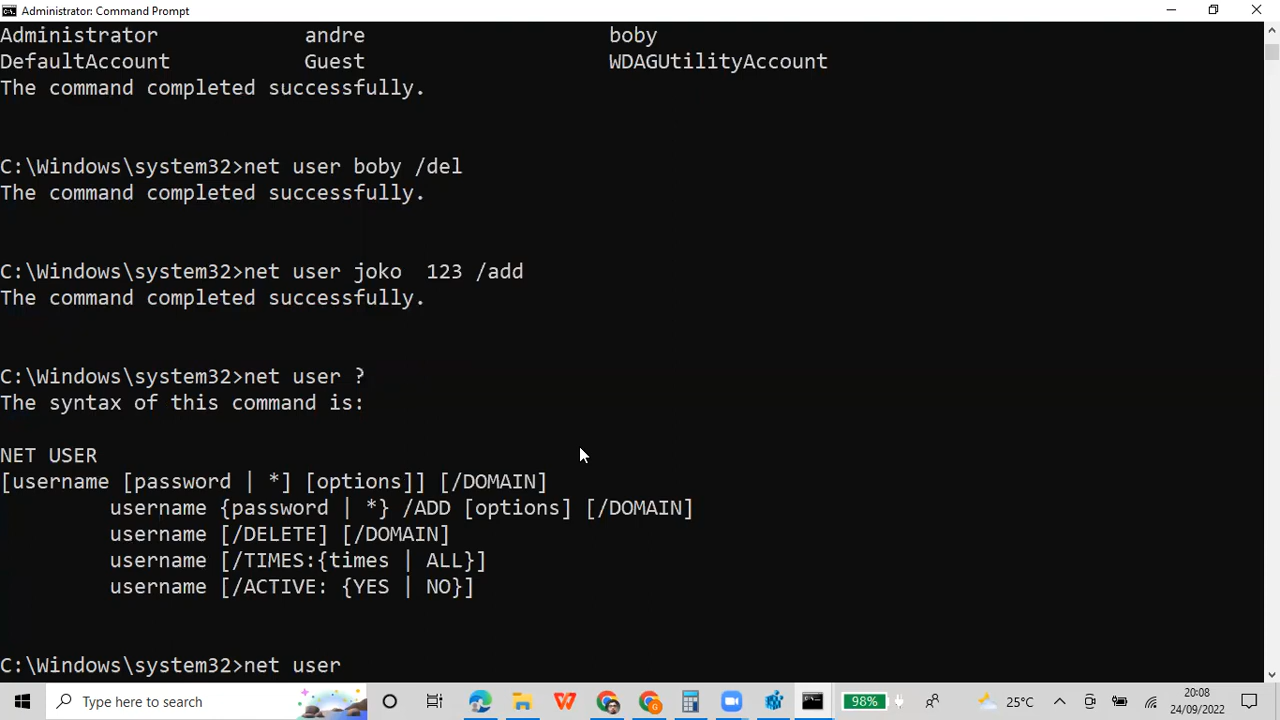 Administrator: Command Prompt
Administrator andre boby
DefaultAccount Guest WDAGUtilityAccount
The command completed successfully.
C:\Windows\system32>net user boby /del
The command completed successfully.
C:\Windows\system32>net user joko  123 /add
The command completed successfully.
C:\Windows\system32>net user ?
The syntax of this command is:
NET USER
[username [password | *] [options]] [/DOMAIN]
username {password | *} /ADD [options] [/DOMAIN]
username [/DELETE] [/DOMAIN]
username [/TIMES:{times | ALL}]
username [/ACTIVE: {YES | NO}]
C:\Windows\system32>net user
Type here to search
98%
25°C
20:08
24/09/2022